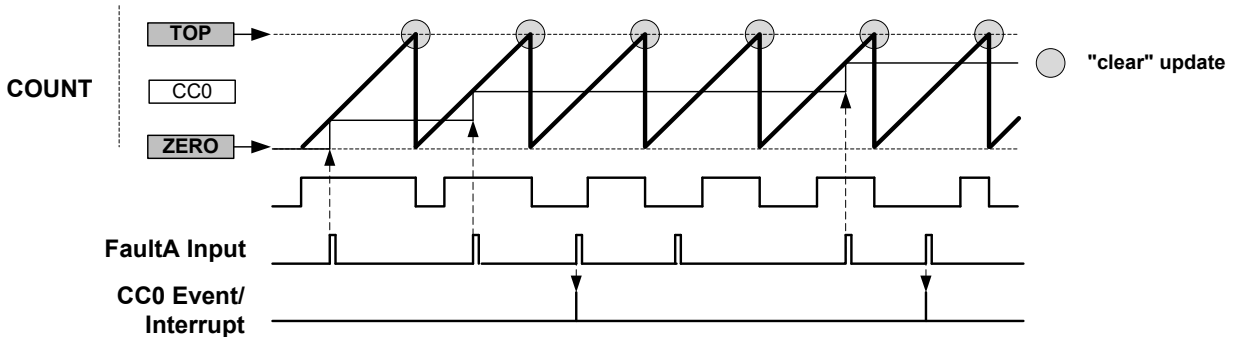 TOP
COUNT
CC0
ZERO
"clear" update
FaultA Input
CC0 Event/
Interrupt